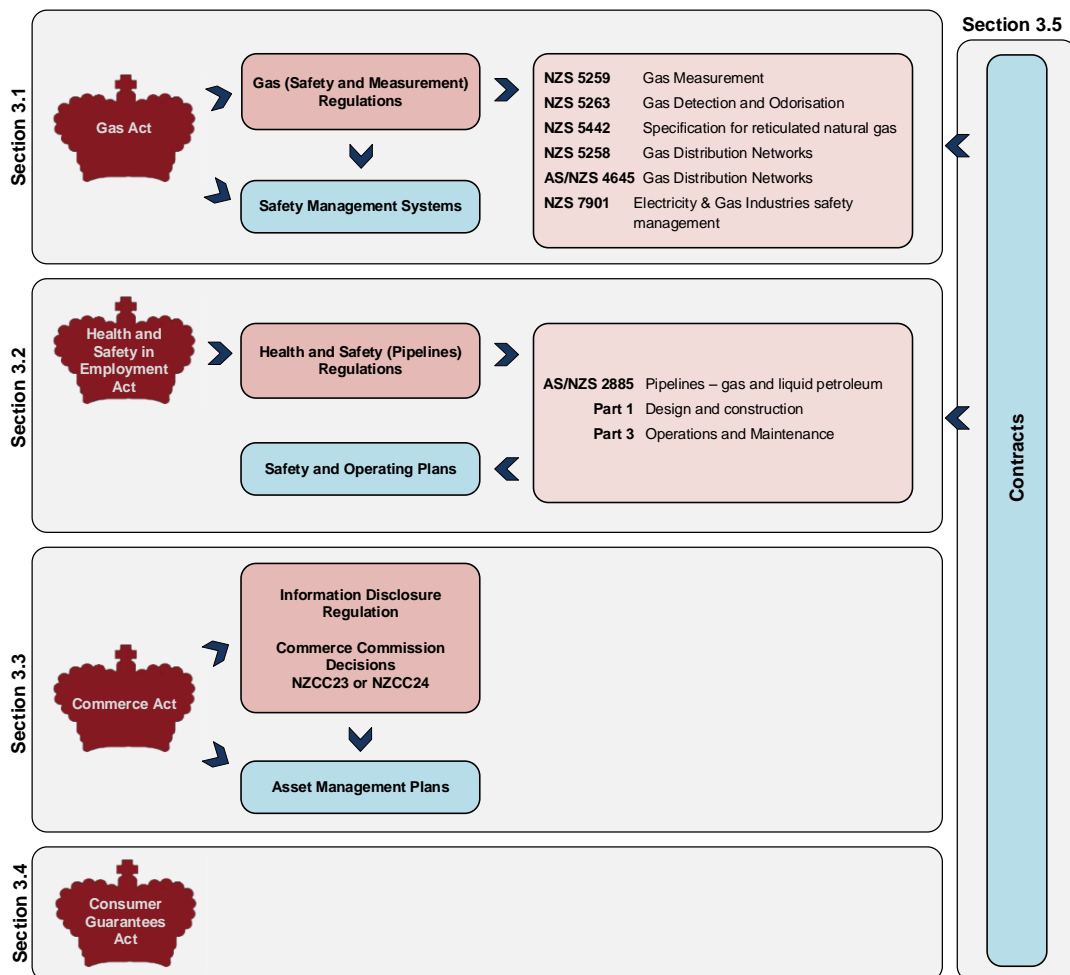 Section 3.5
Section 3.1
Gas Act
Gas (Safety and Measurement)
Regulations
Safety Management Systems
NZS 5259 Gas Measurement
NZS 5263 Gas Detection and Odorisation
NZS 5442 Specification for reticulated natural gas
NZS 5258 Gas Distribution Networks
AS/NZS 4645 Gas Distribution Networks
NZS 7901 Electricity & Gas Industries safety
management
Section 3.2
Health and
Safety in
Employment
Act
Health and Safety (Pipelines)
Regulations
Safety and Operating Plans
AS/NZS 2885 Pipelines – gas and liquid petroleum
Part 1 Design and construction
Part 3 Operations and Maintenance
Contracts
Section 3.3
Commerce Act
Information Disclosure
Regulation
Commerce Commission
Decisions
NZCC23 or NZCC24
Asset Management Plans
Section 3.4
Consumer
Guarantees
Act